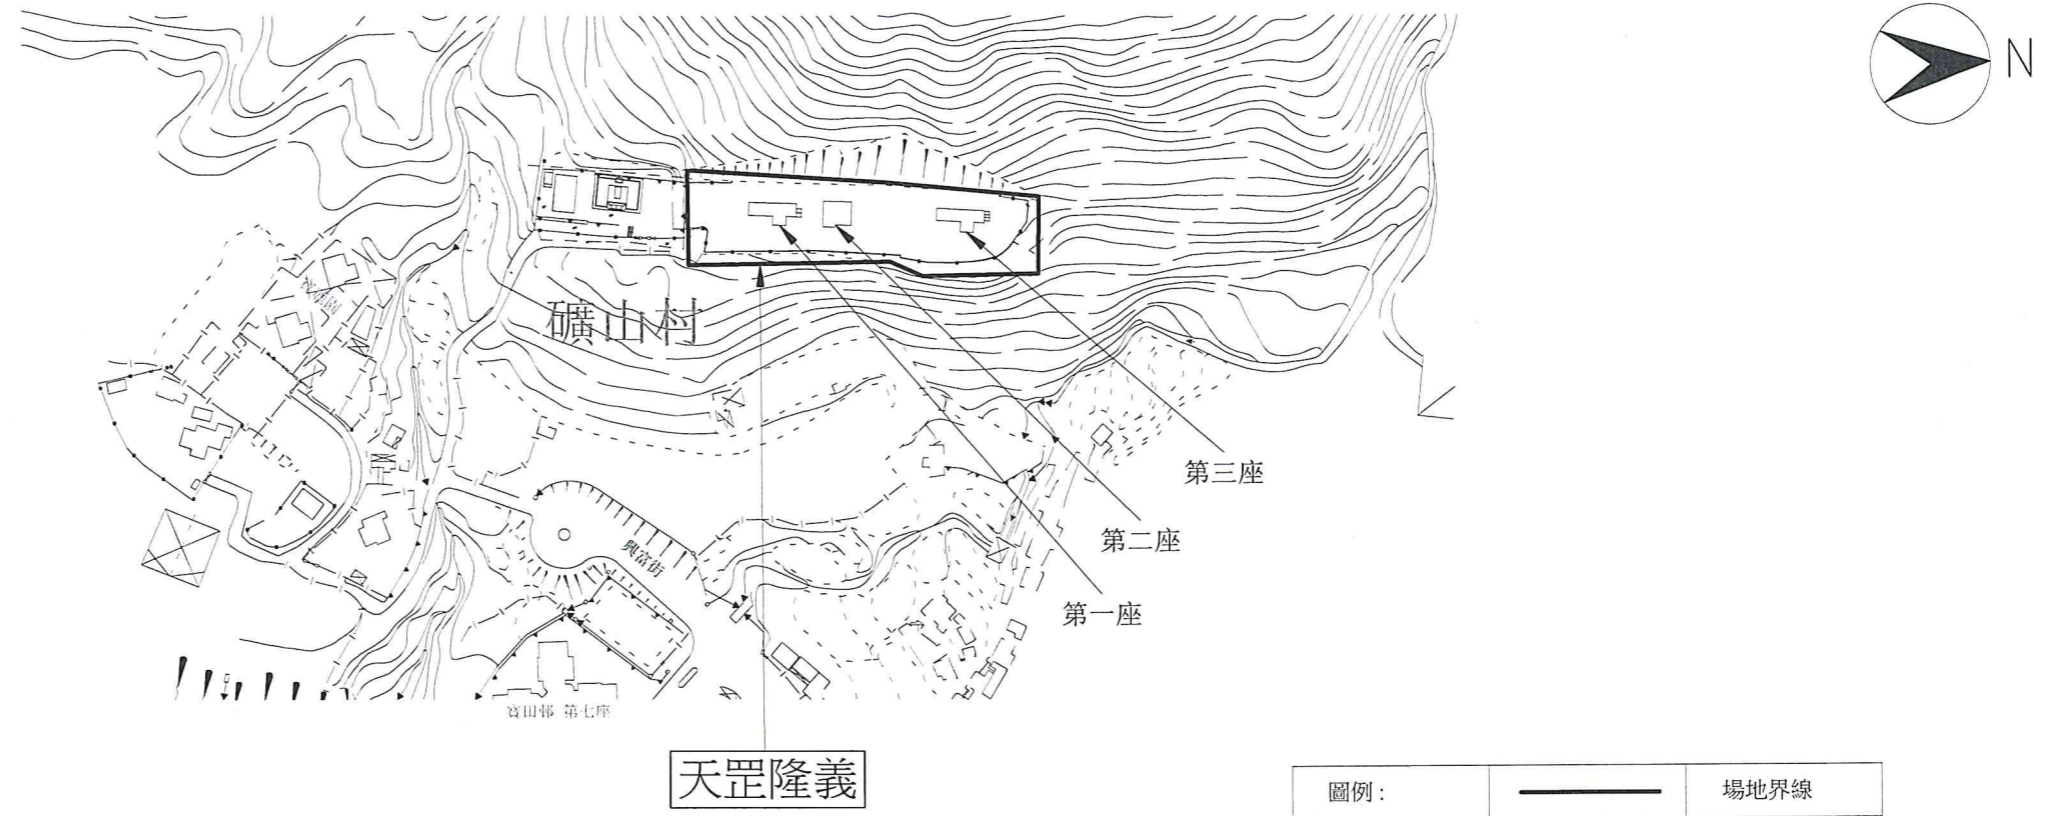 N
礦山村
第三座
第二座
興富街
第一座
寶田邨 第七座
天罡隆義
圖例：
場地界線